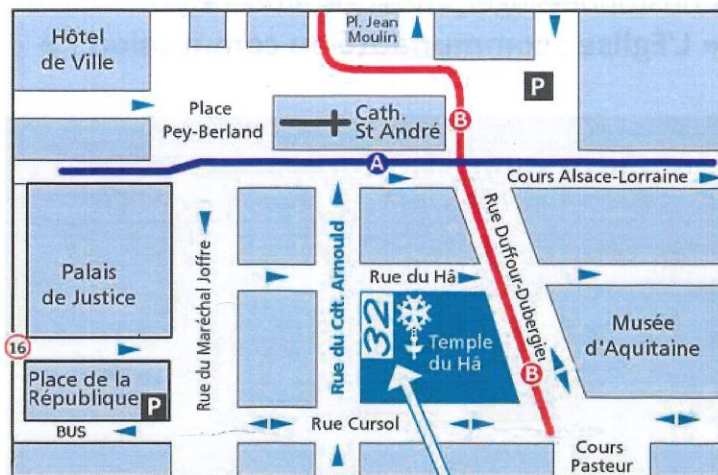 Hôtel
de Ville
Pl. Jean
Moulin
P
Place
Pey-Berland
Cath.
St André
B
A
Cours Alsace-Lorraine
Palais
de Justice
Rue du Maréchal Joffre
Rue du Cdt. Arnould
Rue du Hâ
Rue Duffour-Dubergier
32
Temple
du Hâ
Musée
d'Aquitaine
16
Place de la
République
P
B
BUS
Rue Cursol
Cours
Pasteur